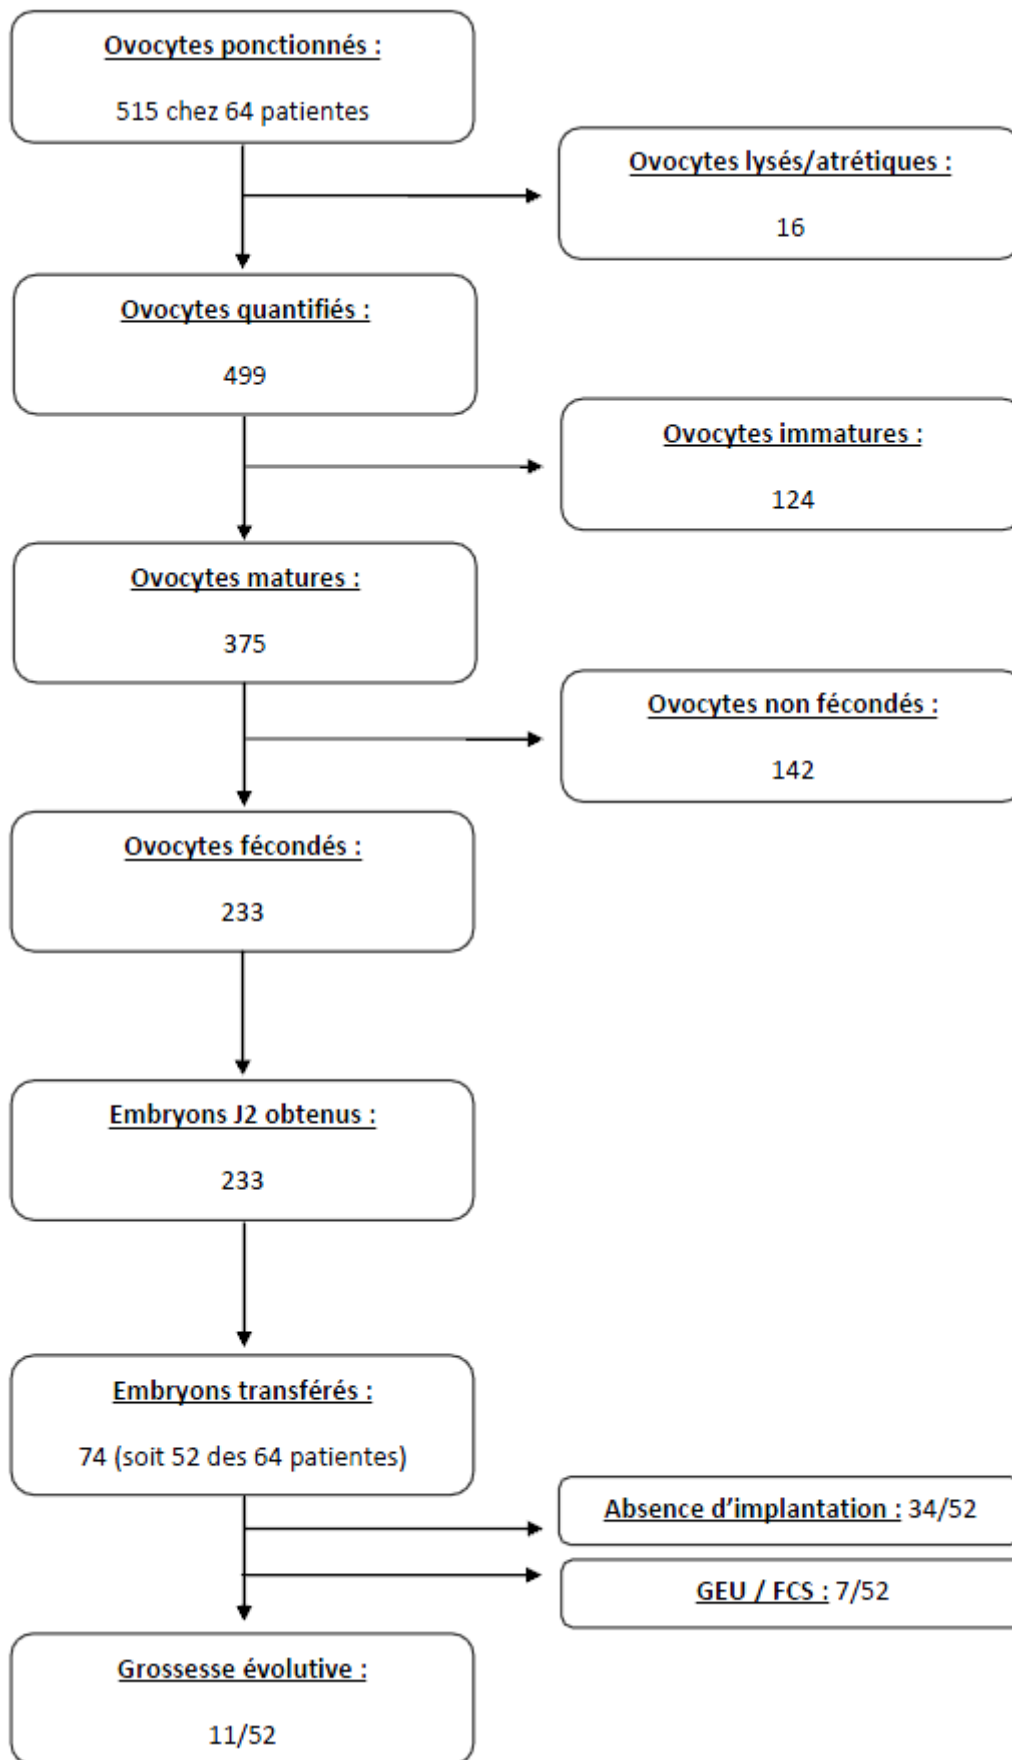 Ovocytes ponctionnés :
515 chez 64 patientes
Ovocytes lysés/atrétiques :
16
Ovocytes quantifiés :
499
Ovocytes immatures :
124
Ovocytes matures :
375
Ovocytes non fécondés :
142
Ovocytes fécondés :
233
Embryons J2 obtenus :
233
Embryons transférés :
74 (soit 52 des 64 patientes)
Absence d’implantation : 34/52
GEU / FCS : 7/52
Grossesse évolutive :
11/52